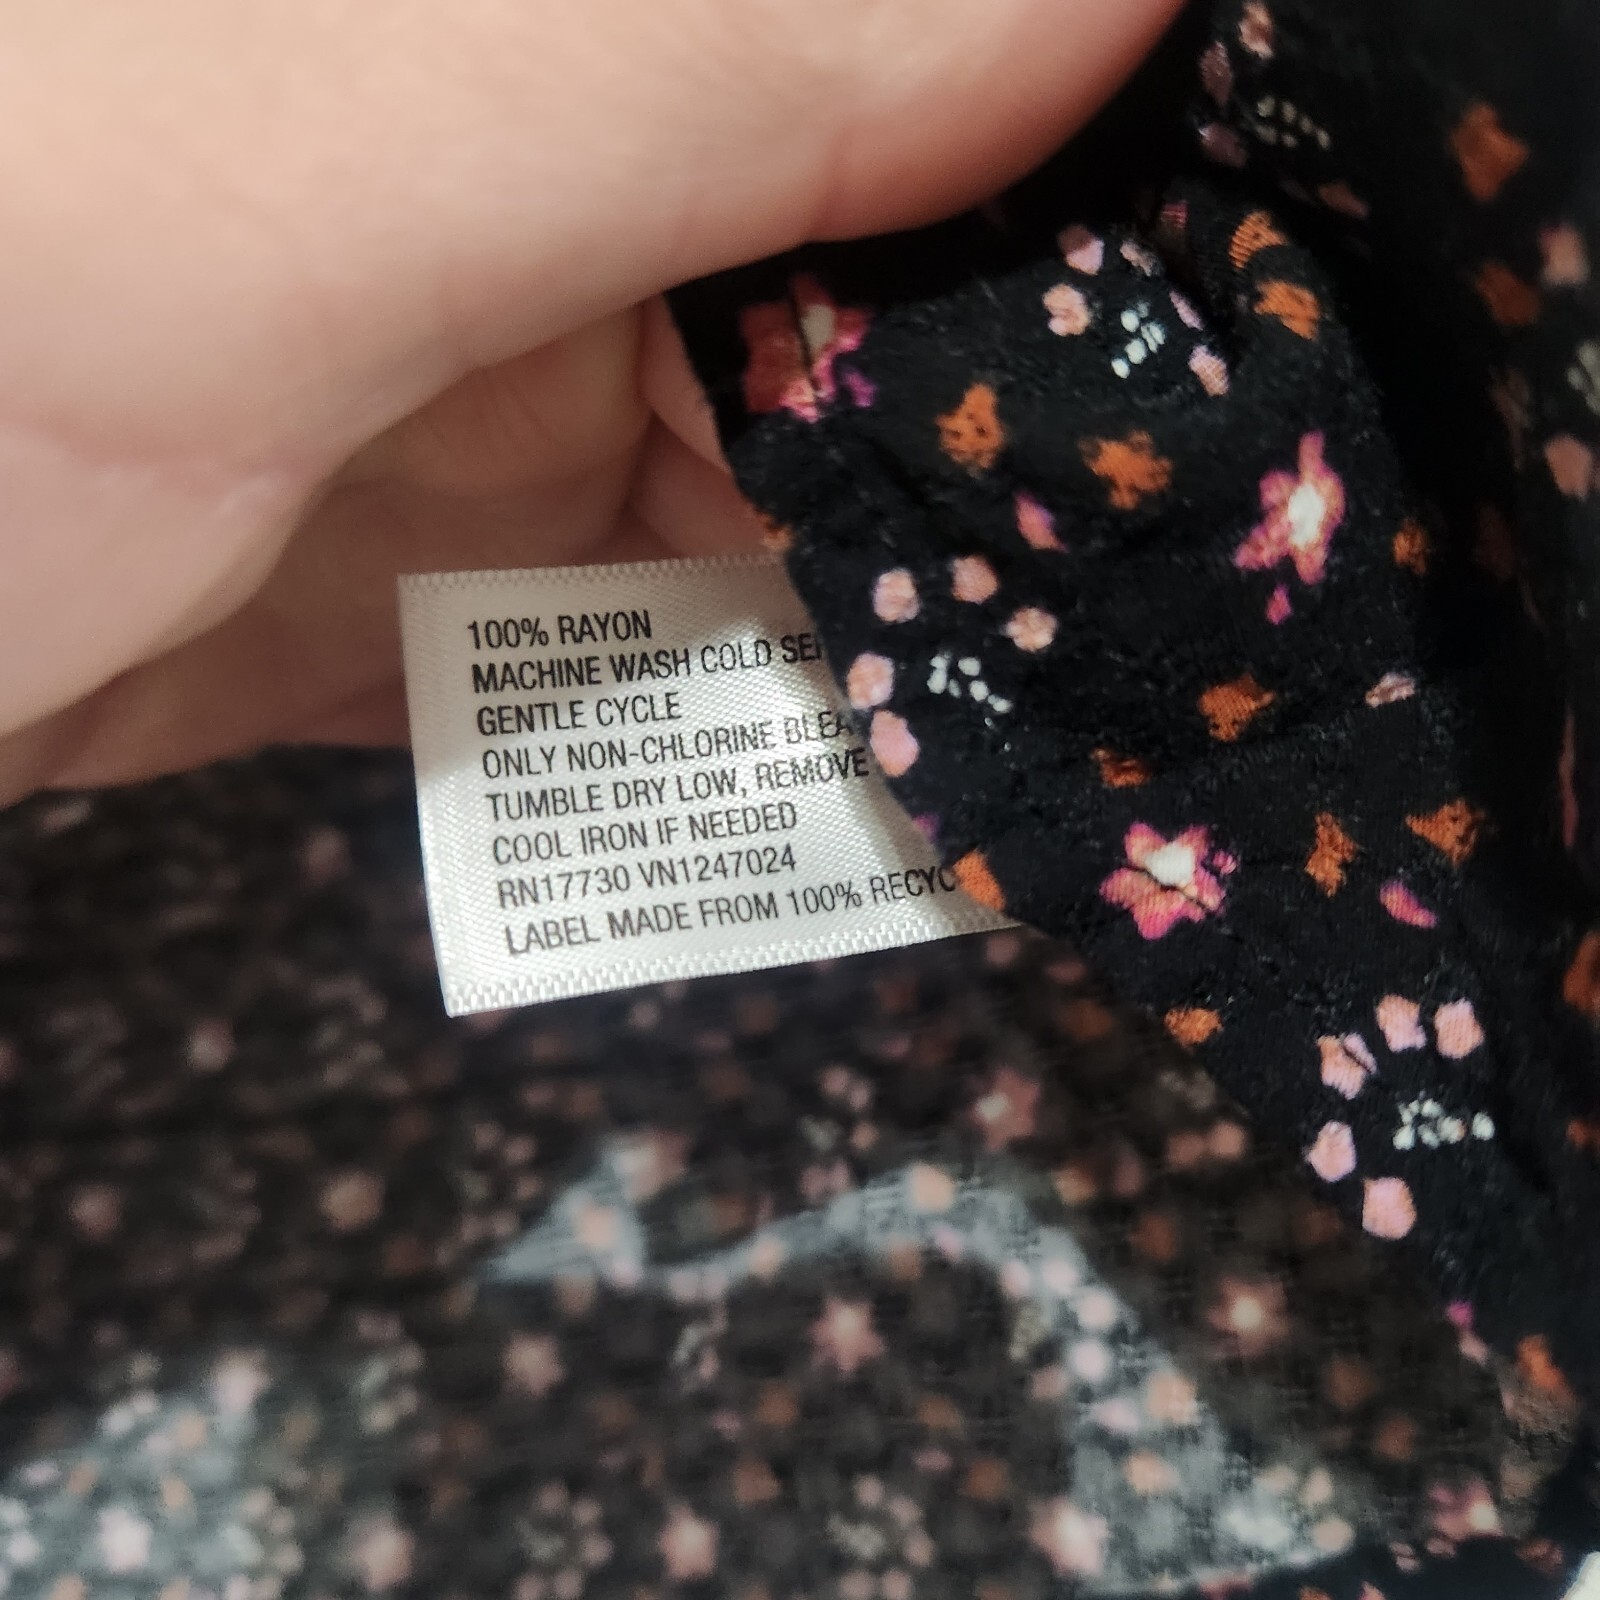 100% RAYON
MACHINE WASH COLD
GENTLE CYCLE
ONLY NON-CHLORINE
TUMBLE DRY LOW, REMOVE
COOL IRON IF NEEDED
RN17730 VN1247024
LABEL MADE FROM 100%